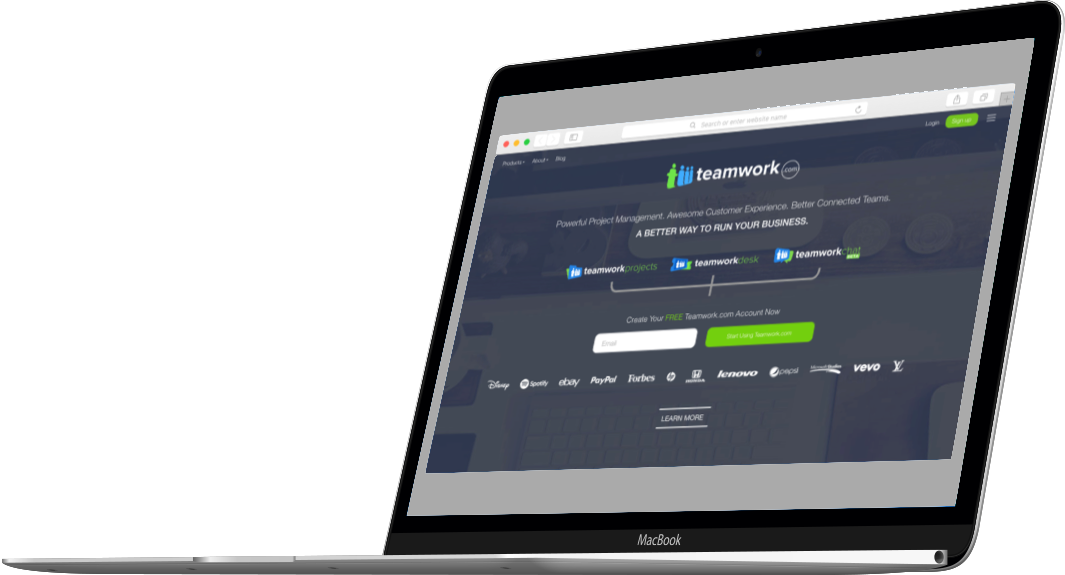 Search or enter website name
Products About Blog
Login Sign up
teamwork.com
Powerful Project Management. Awesome Customer Experience. Better Connected Teams.
A BETTER WAY TO RUN YOUR BUSINESS.
teamworkprojects teamworkdesk teamworkchat BETA
Create Your FREE Teamwork.com Account Now
Email Start Using Teamwork.com
Disney Spotify ebay PayPal Forbes hp HONDA lenovo pepsi Microsoft Studios vevo LV
LEARN MORE
MacBook